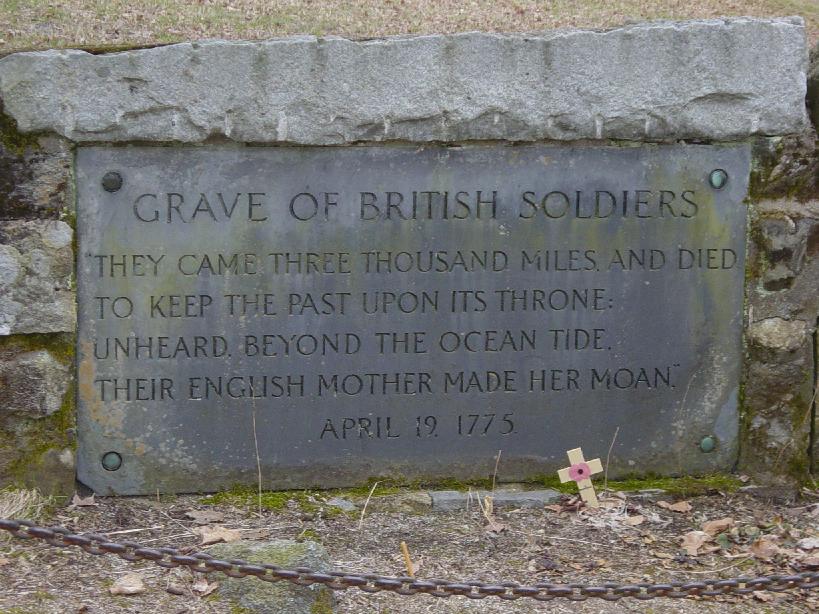 GRAVE OF BRITISH SOLDIERS
"THEY CAME THREE THOUSAND MILES, AND DIED,
TO KEEP THE PAST UPON ITS THRONE:
UNHEARD, BEYOND THE OCEAN TIDE,
THEIR ENGLISH MOTHER MADE HER MOAN."
APRIL 19, 1775.